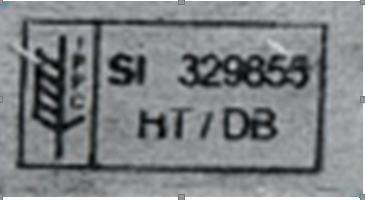 IPPC
SI 329855
HT / DB